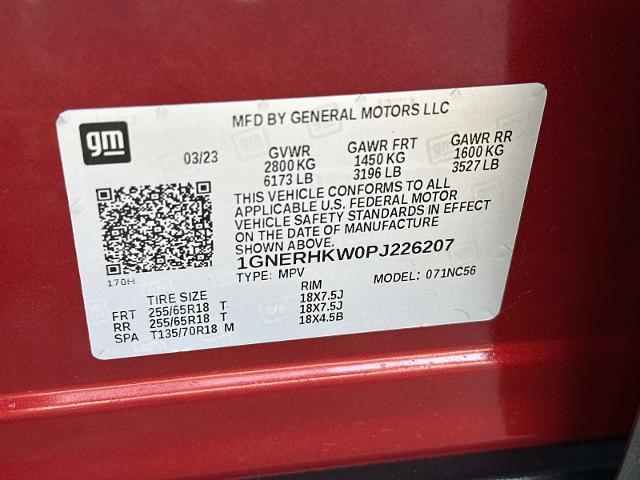 gm
MFD BY GENERAL MOTORS LLC
03/23
GVWR GAWR FRT GAWR RR
2800 KG 1450 KG 1600 KG
6173 LB 3196 LB 3527 LB
THIS VEHICLE CONFORMS TO ALL
APPLICABLE U.S. FEDERAL MOTOR
VEHICLE SAFETY STANDARDS IN EFFECT
ON THE DATE OF MANUFACTURE
SHOWN ABOVE.
1GNERHKW0PJ226207
170H
TYPE: MPV MODEL: 071NC56
TIRE SIZE RIM
FRT 255/65R18 T 18X7.5J
RR 255/65R18 T 18X7.5J
SPA T135/70R18 M 18X4.5B